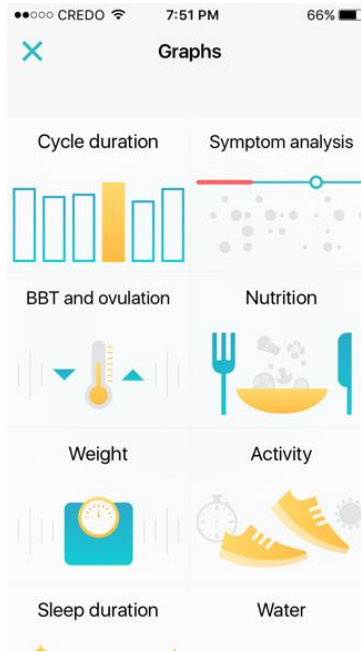 CREDO 7:51 PM 66%
Graphs
Cycle duration
Symptom analysis
BBT and ovulation
Nutrition
Weight
Activity
Sleep duration
Water